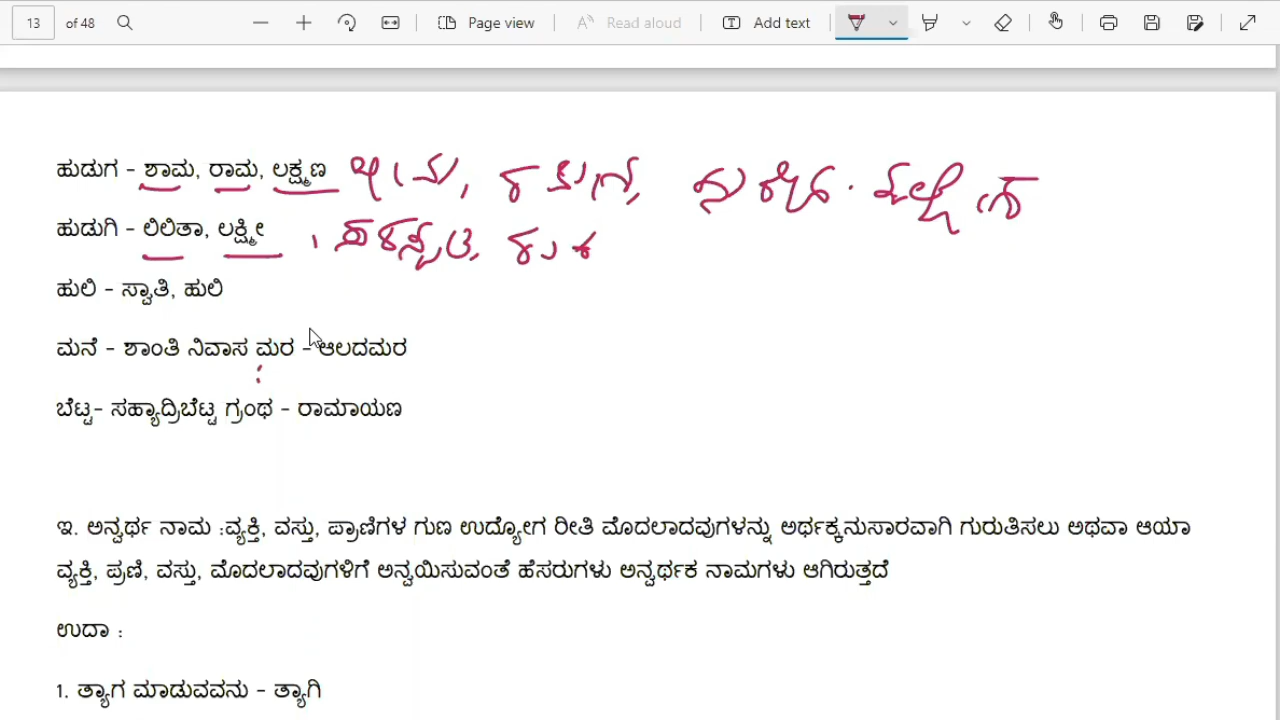 13 of 48 Page view Read aloud Add text
ಹುಡುಗ - ಶಾಮ, ರಾಮ, ಲಕ್ಷ್ಮಣ
ಹುಡುಗಿ - ಲಿಲಿತಾ, ಲಕ್ಷ್ಮೀ
ಹುಲಿ - ಸ್ವಾತಿ, ಹುಲಿ
ಮನೆ - ಶಾಂತಿ ನಿವಾಸ ಮರ - ಆಲದಮರ
ಬೆಟ್ಟ- ಸಹ್ಯಾದ್ರಿಬೆಟ್ಟ ಗ್ರಂಥ - ರಾಮಾಯಣ
ಇ. ಅನ್ವರ್ಥ ನಾಮ :ವ್ಯಕ್ತಿ, ವಸ್ತು, ಪ್ರಾಣಿಗಳ ಗುಣ ಉದ್ಯೋಗ ರೀತಿ ಮೊದಲಾದವುಗಳನ್ನು ಅರ್ಥಕ್ಕನುಸಾರವಾಗಿ ಗುರುತಿಸಲು ಅಥವಾ ಆಯಾ
ವ್ಯಕ್ತಿ, ಪ್ರಣಿ, ವಸ್ತು, ಮೊದಲಾದವುಗಳಿಗೆ ಅನ್ವಯಿಸುವಂತೆ ಹೆಸರುಗಳು ಅನ್ವರ್ಥಕ ನಾಮಗಳು ಆಗಿರುತ್ತದೆ
ಉದಾ :
1. ತ್ಯಾಗ ಮಾಡುವವನು - ತ್ಯಾಗಿ